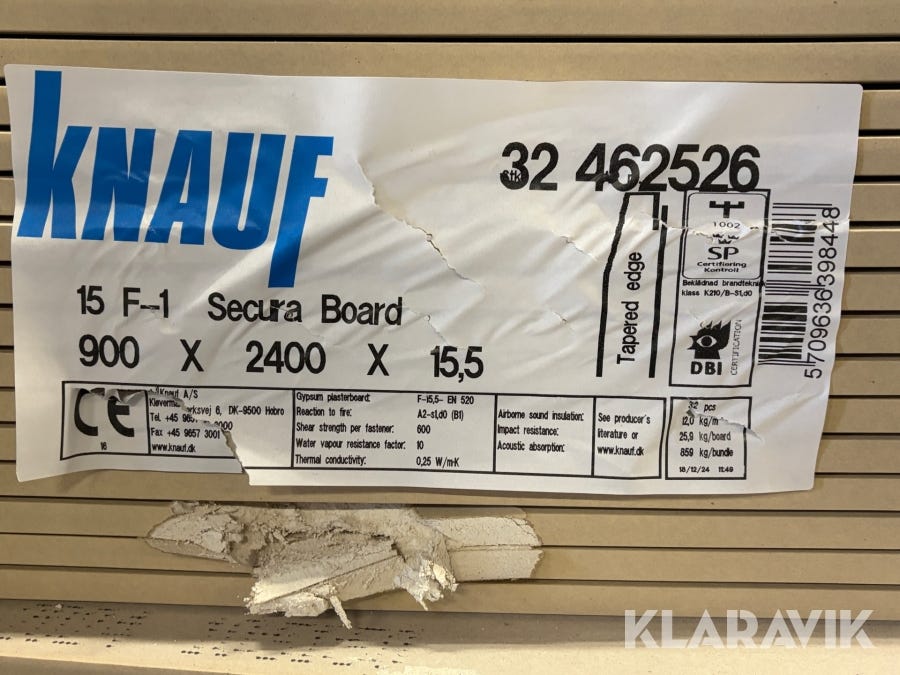 KNAUF
32 462526
Stk
15 F-1 Secura Board
900 X 2400 X 15,5
Tapered edge
1002
SP
Certifiering
Kontroll
Beklädnad brandteknisk
klass K210/B-S1,d0
DBI
CERTIFICATION
5709636398448
CE
16
Knauf A/S
6, DK-9500 Hobro
Tel. +45
Fax +45 9657 3001
www.knauf.dk
Gypsum plasterboard: F-15,5- EN 520
Reaction to fire: A2-s1,d0 (B1)
Shear strength per fastener: 600
Water vapour resistance factor: 10
Thermal conductivity: 0,25 W/m·K
Airborne sound insulation:
Impact resistance:
Acoustic absorption:
See producer's
literature or
www.knauf.dk
32 pcs
12,0 kg/m
25,9 kg/board
859 kg/bundle
18/12/24 11:49
KLARAVIK